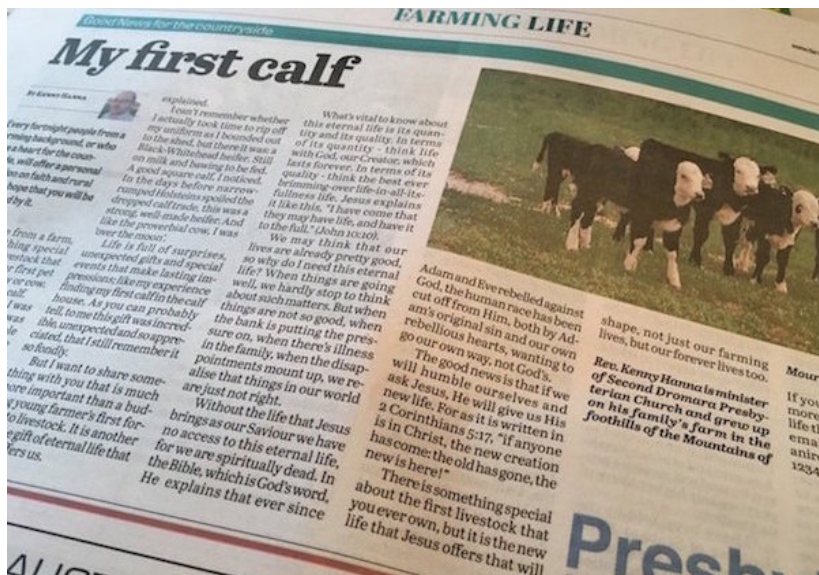 FARMING LIFE
Good News for the countryside
My first calf
BY KENNY HANNA
Every fortnight people from a
farming background, or who
a heart for the coun-
will offer a personal
on on faith and rural
hope that you will be
d by it.
from a farm,
hing special
vestock that
r first pet
r or cow.
calf.
I was
was
le
explained.
I can't remember whether
I actually took time to rip off
my uniform as I bounded out
to the shed, but there it was: a
Black-Whitehead heifer. Still
on milk and having to be fed.
A good square calf, I noticed.
In the days before narrow-
rumped Holsteins spoiled the
dropped calf trade, this was a
strong, well-made heifer. And
like the proverbial cow, I was
'over the moon'.
Life is full of surprises,
unexpected gifts and special
events that make lasting im-
pressions; like my experience
finding my first calf in the calf
house. As you can probably
tell, to me this gift was incred-
ible, unexpected and so appre-
ciated, that I still remember it
so fondly.
But I want to share some-
thing with you that is much
more important than a bud-
young farmer's first for-
o livestock. It is another
e gift of eternal life that
fers us.
What's vital to know about
this eternal life is its quan-
tity and its quality. In terms
of its quantity - think life
with God, our Creator, which
lasts forever. In terms of its
quality - think the best ever
brimming-over life-in-all-its-
fullness life. Jesus explains
it like this, "I have come that
they may have life, and have it
to the full." (John 10:10).
We may think that our
lives are already pretty good,
so why do I need this eternal
life? When things are going
well, we hardly stop to think
about such matters. But when
things are not so good, when
the bank is putting the pres-
sure on, when there's illness
in the family, when the disap-
pointments mount up, we re-
alise that things in our world
are just not right.
Without the life that Jesus
brings as our Saviour we have
no access to this eternal life,
for we are spiritually dead. In
the Bible, which is God's word,
He explains that ever since
Adam and Eve rebelled against
God, the human race has been
cut off from Him, both by Ad-
am's original sin and our own
rebellious hearts, wanting to
go our own way, not God's.
The good news is that if we
will humble ourselves and
ask Jesus, He will give us His
new life. For as it is written in
2 Corinthians 5:17, "if anyone
is in Christ, the new creation
has come: the old has gone, the
new is here!"
There is something special
about the first livestock that
you ever own, but it is the new
life that Jesus offers that will
shape, not just our farming
lives, but our forever lives too.
Rev. Kenny Hanna is minister
of Second Dromara Presby-
terian Church and grew up
on his family's farm in the
foothills of the Mountains of
Mour
If you
more
life th
ema
anir
1234
Presby